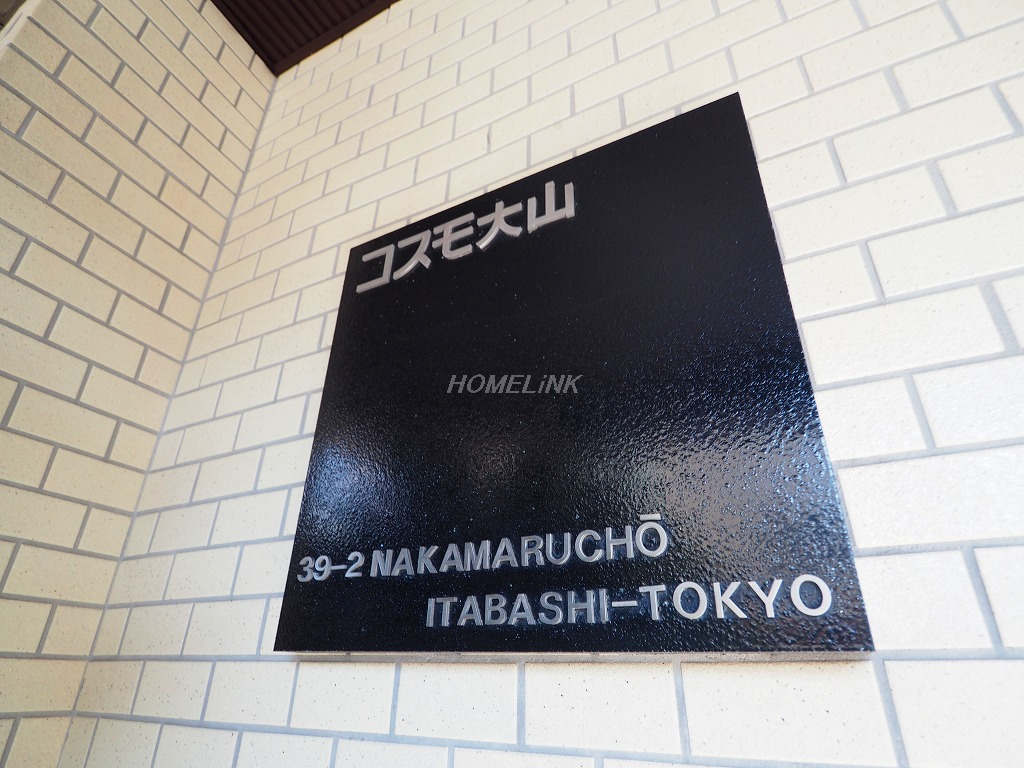 コスモ大山
HOMELiNK
39-2 NAKAMARUCHŌ
ITABASHI-TOKYO